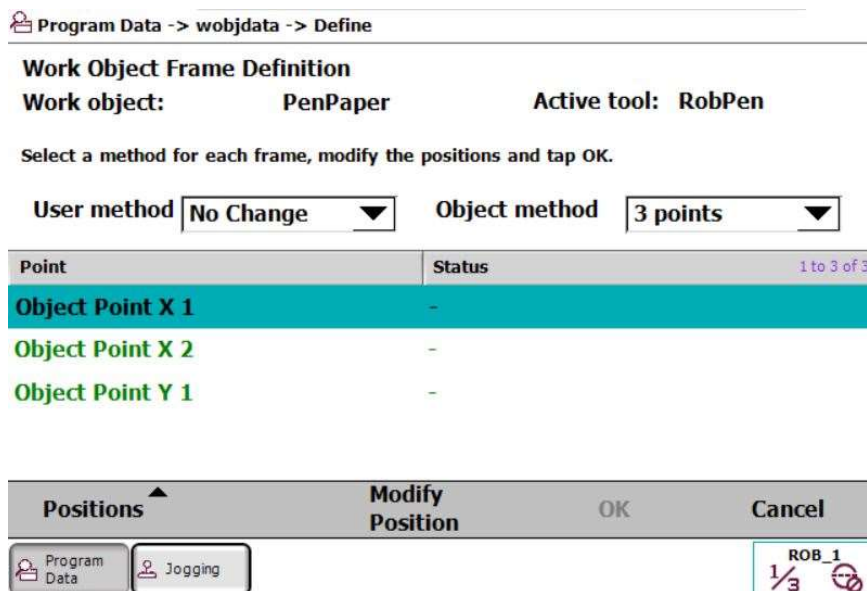 Program Data -> wobjdata -> Define
Work Object Frame Definition
Work object: PenPaper Active tool: RobPen
Select a method for each frame, modify the positions and tap OK.
User method No Change Object method 3 points
Point Status 1 to 3 of 3
Object Point X 1 -
Object Point X 2 -
Object Point Y 1 -
Positions Modify Position OK Cancel
Program Data Jogging ROB_1 1/3